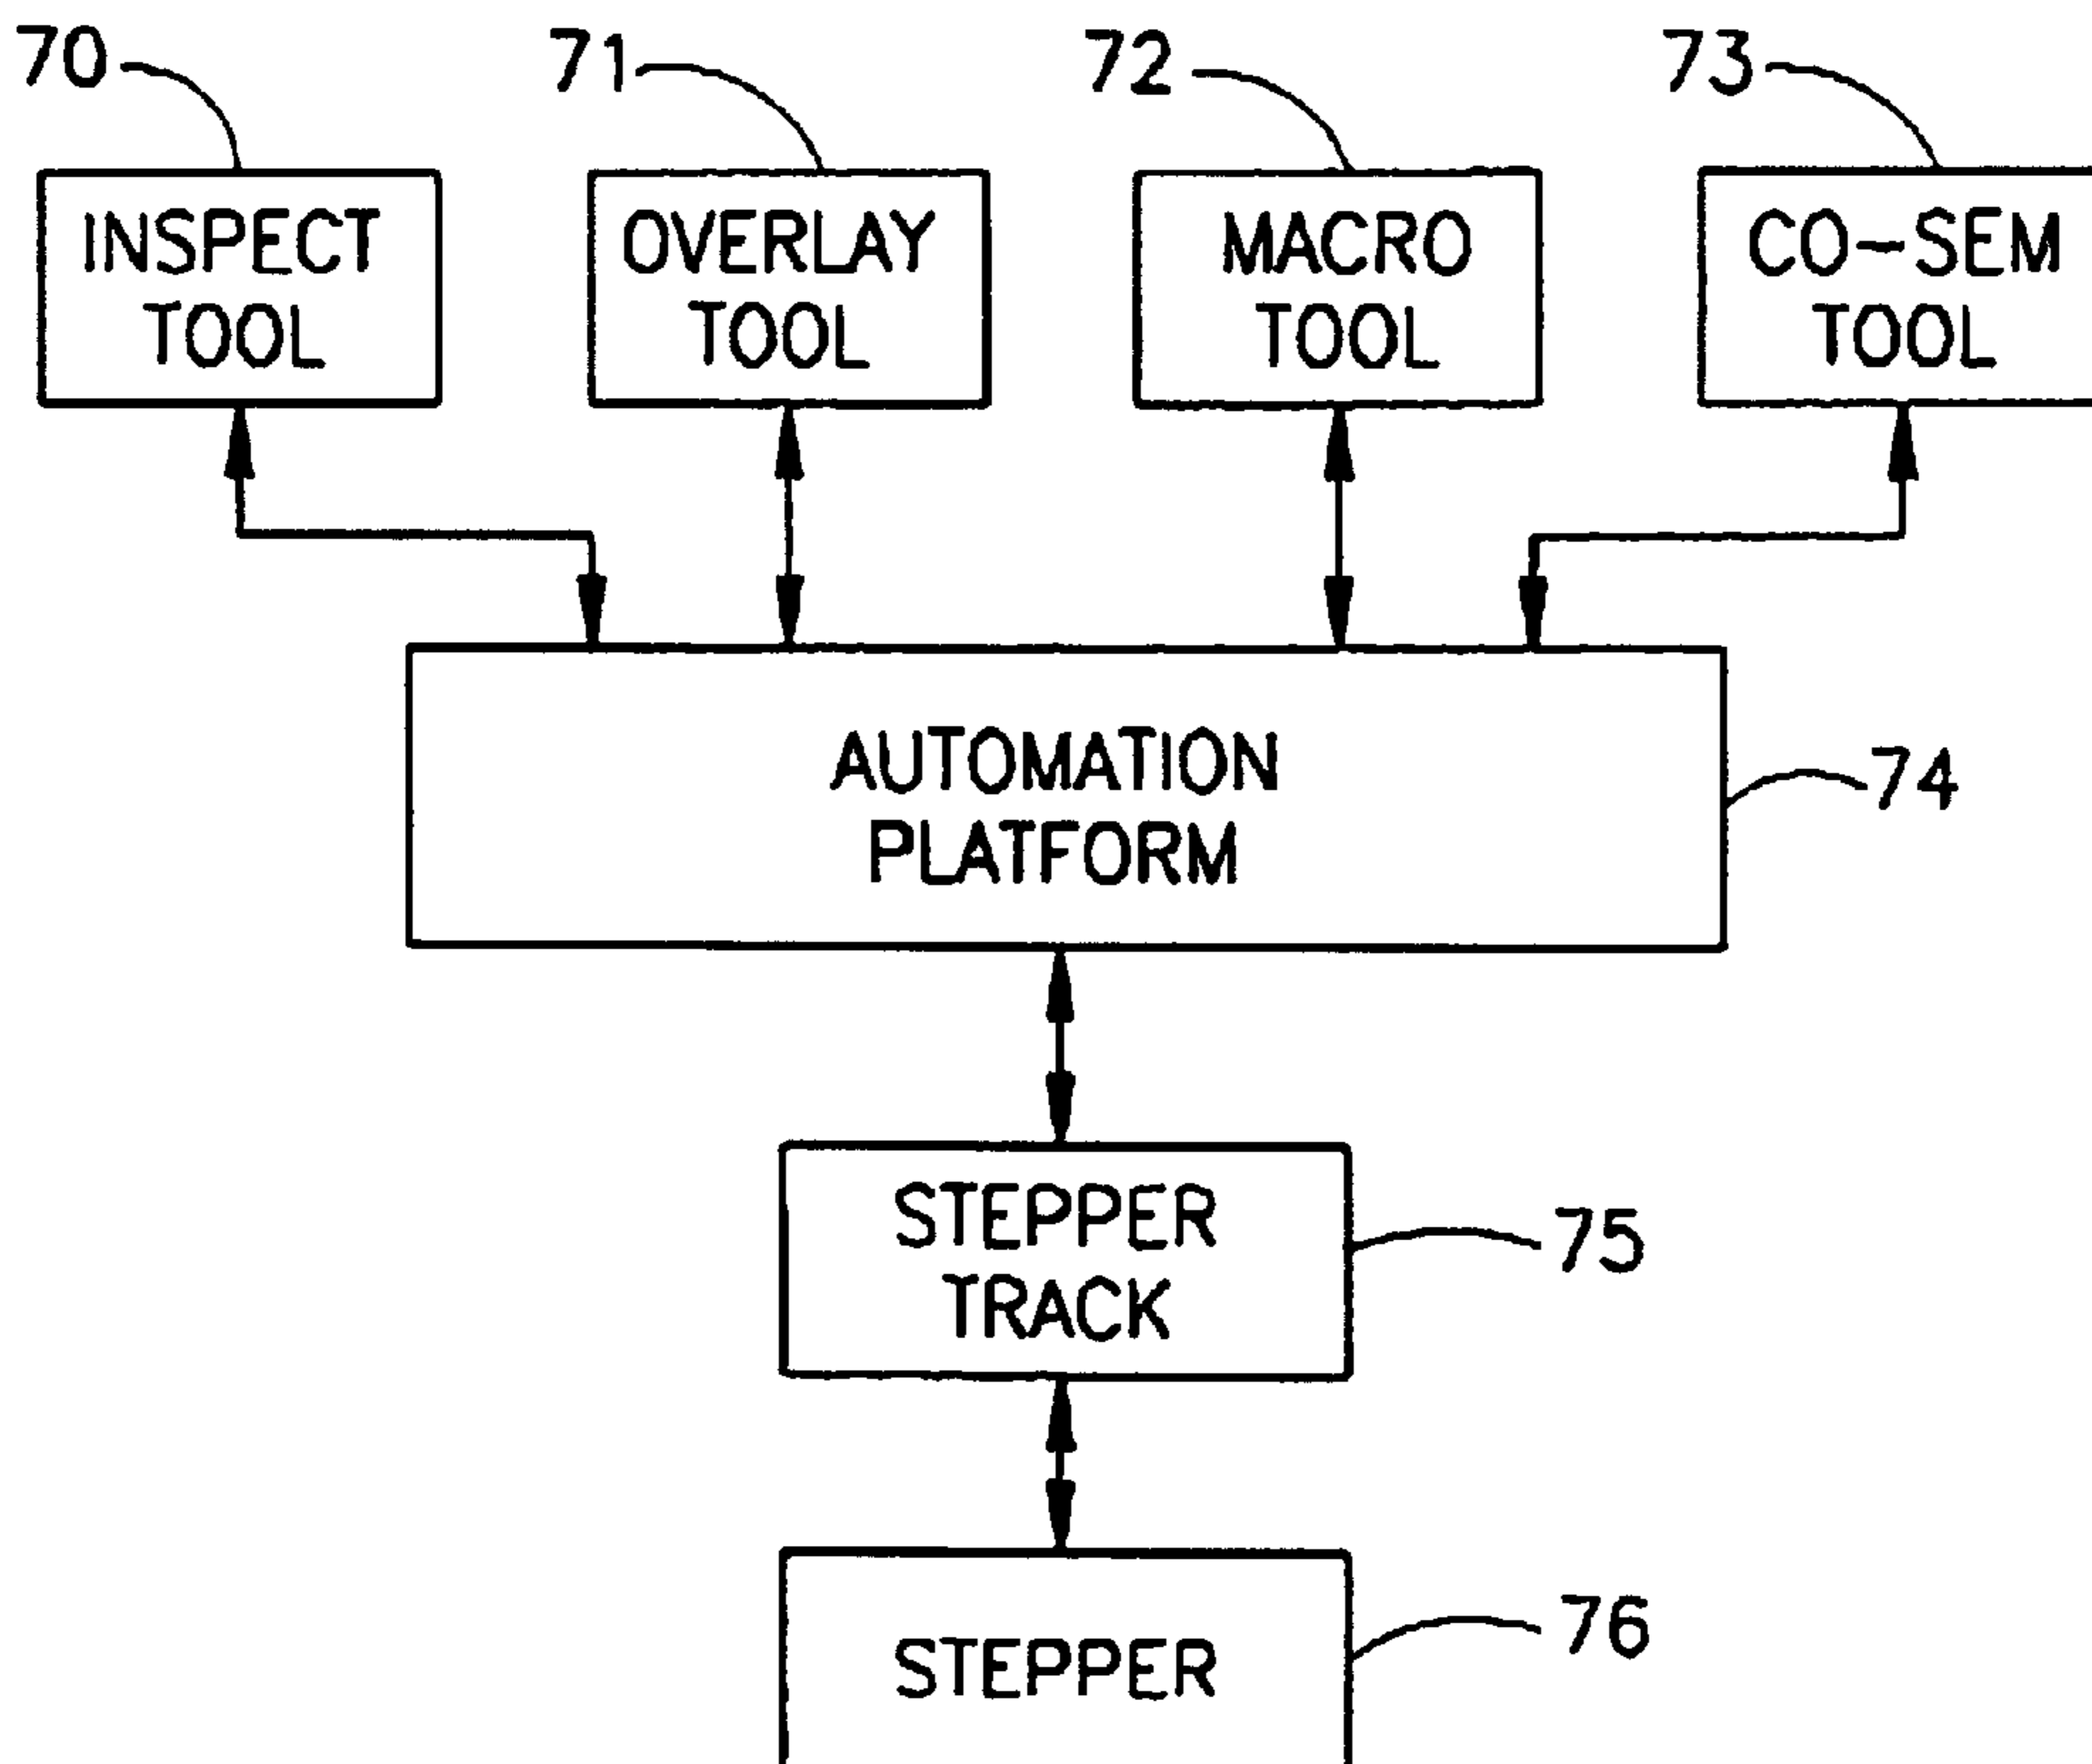 70
71
72
73
INSPECT
TOOL
OVERLAY
TOOL
MACRO
TOOL
CO-SEM
TOOL
AUTOMATION
PLATFORM
74
STEPPER
TRACK
75
STEPPER
76